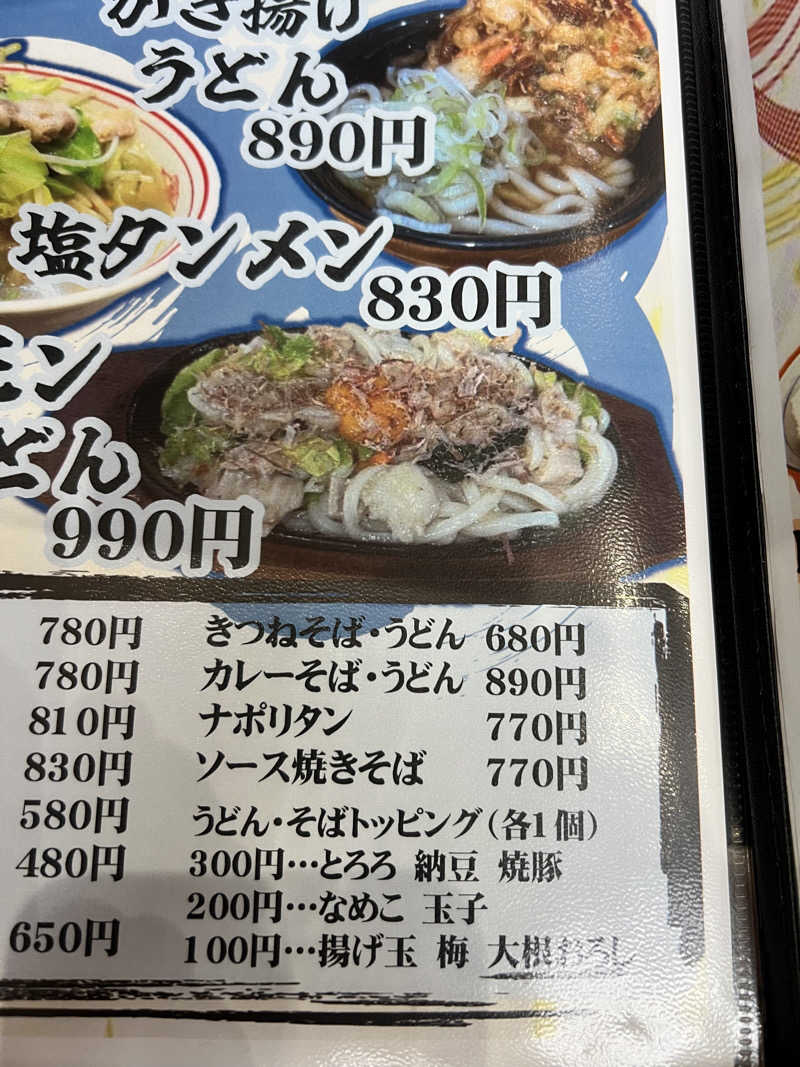 かき揚げ
うどん
890円
塩タンメン
830円
モン
どん
990円
780円
780円
810円
830円
580円
480円
650円
きつねそば・うどん 680円
カレーそば・うどん 890円
ナポリタン 770円
ソース焼きそば 770円
うどん・そばトッピング(各1個)
300円…とろろ 納豆 焼豚
200円…なめこ 玉子
100円…揚げ玉 梅 大根おろし